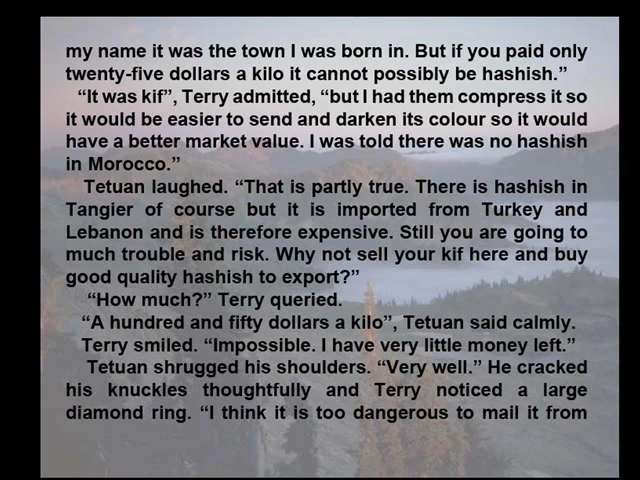 my name it was the town I was born in. But if you paid only
twenty-five dollars a kilo it cannot possibly be hashish.”
“It was kif”, Terry admitted, “but I had them compress it so
it would be easier to send and darken its colour so it would
have a better market value. I was told there was no hashish
in Morocco.”
Tetuan laughed. “That is partly true. There is hashish in
Tangier of course but it is imported from Turkey and
Lebanon and is therefore expensive. Still you are going to
much trouble and risk. Why not sell your kif here and buy
good quality hashish to export?”
“How much?” Terry queried.
“A hundred and fifty dollars a kilo”, Tetuan said calmly.
Terry smiled. “Impossible. I have very little money left.”
Tetuan shrugged his shoulders. “Very well.” He cracked
his knuckles thoughtfully and Terry noticed a large
diamond ring. “I think it is too dangerous to mail it from